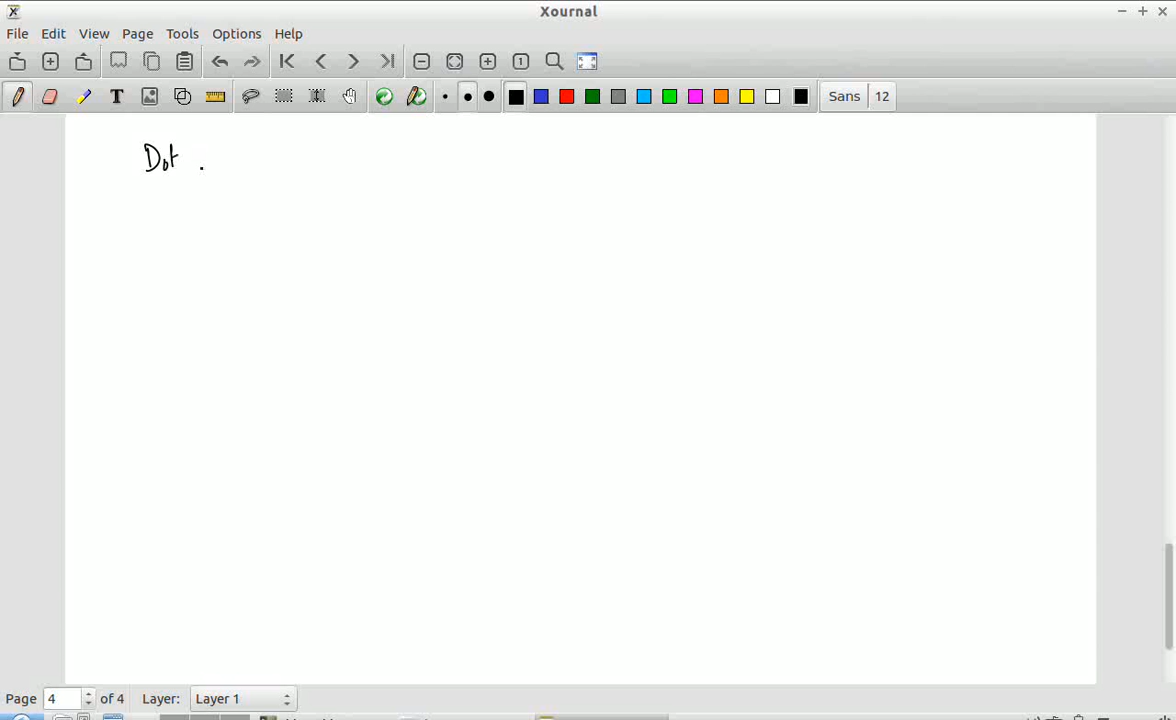 Xournal
File Edit View Page Tools Options Help
T Sans 12
Dot .
Page 4 of 4 Layer: Layer 1